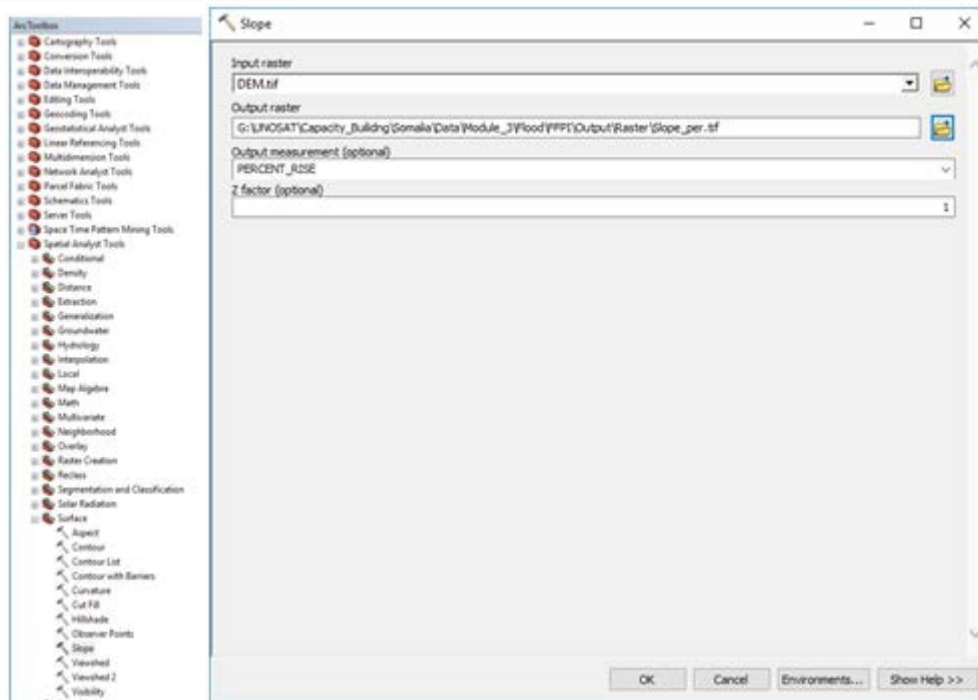 ArcToolbox
Cartography Tools
Conversion Tools
Data Interoperability Tools
Data Management Tools
Editing Tools
Geocoding Tools
Geostatistical Analyst Tools
Linear Referencing Tools
Multidimension Tools
Network Analyst Tools
Parcel Fabric Tools
Schematics Tools
Server Tools
Space Time Pattern Mining Tools
Spatial Analyst Tools
Conditional
Density
Distance
Extraction
Generalization
Groundwater
Hydrology
Interpolation
Local
Map Algebra
Math
Multivariate
Neighborhood
Overlay
Raster Creation
Reclass
Segmentation and Classification
Solar Radiation
Surface
Aspect
Contour
Contour List
Contour with Barriers
Curvature
Cut Fill
Hillshade
Observer Points
Slope
Viewshed
Viewshed 2
Visibility
Slope
Input raster
DEM.tif
Output raster
G:\UNOSAT\Capacity_Buildng\Somalia\Data\Module_3\Flood\FFPI\Output\Raster\Slope_per.tif
Output measurement (optional)
PERCENT_RISE
Z factor (optional)
1
OK
Cancel
Environments...
Show Help >>